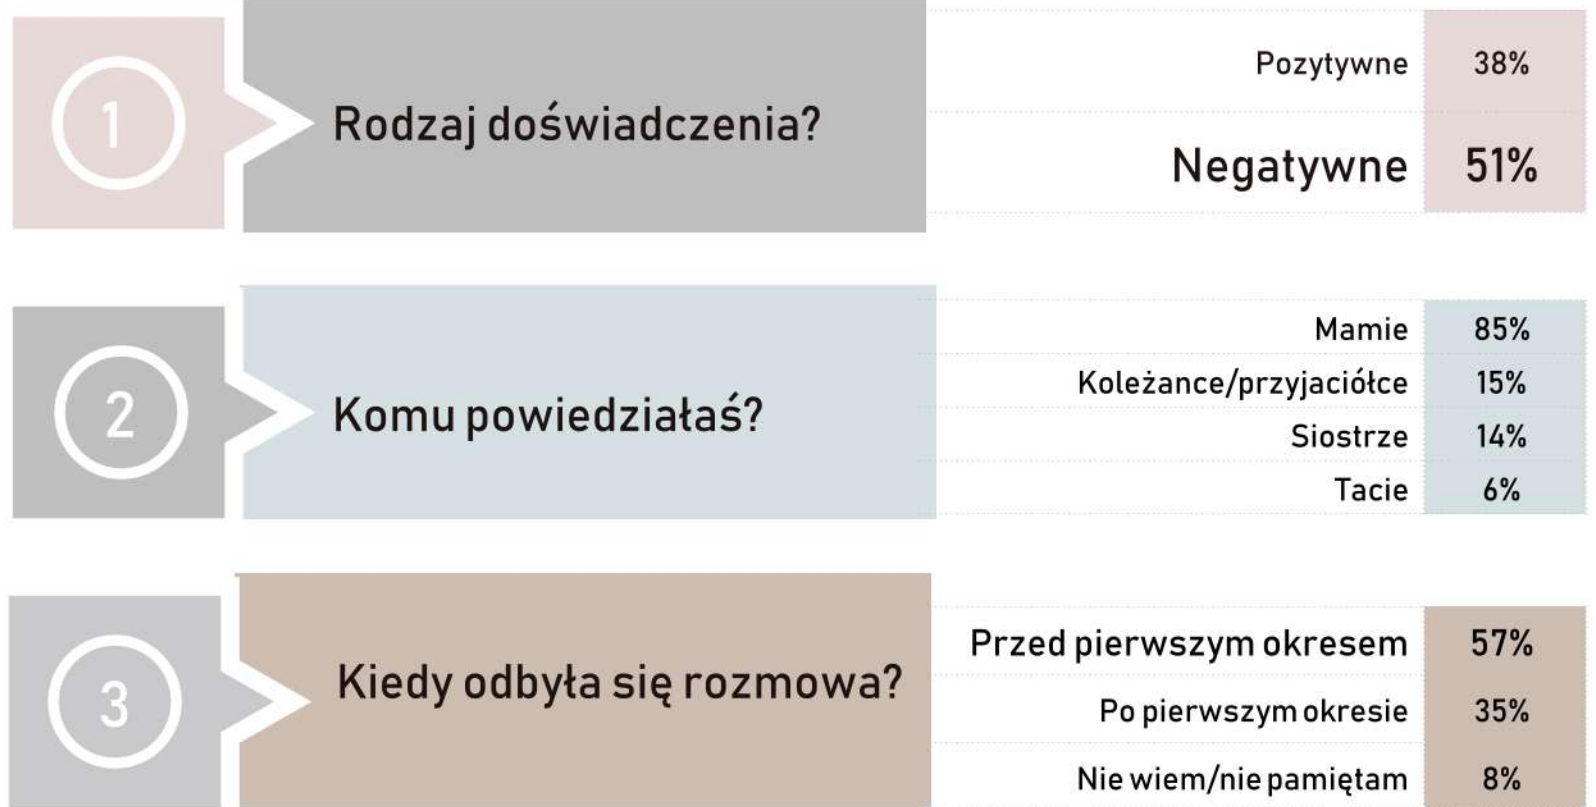 1
Rodzaj doświadczenia?
Pozytywne 38%
Negatywne 51%
2
Komu powiedziałaś?
Mamie 85%
Koleżance/przyjaciółce 15%
Siostrze 14%
Tacie 6%
3
Kiedy odbyła się rozmowa?
Przed pierwszym okresem 57%
Po pierwszym okresie 35%
Nie wiem/nie pamiętam 8%